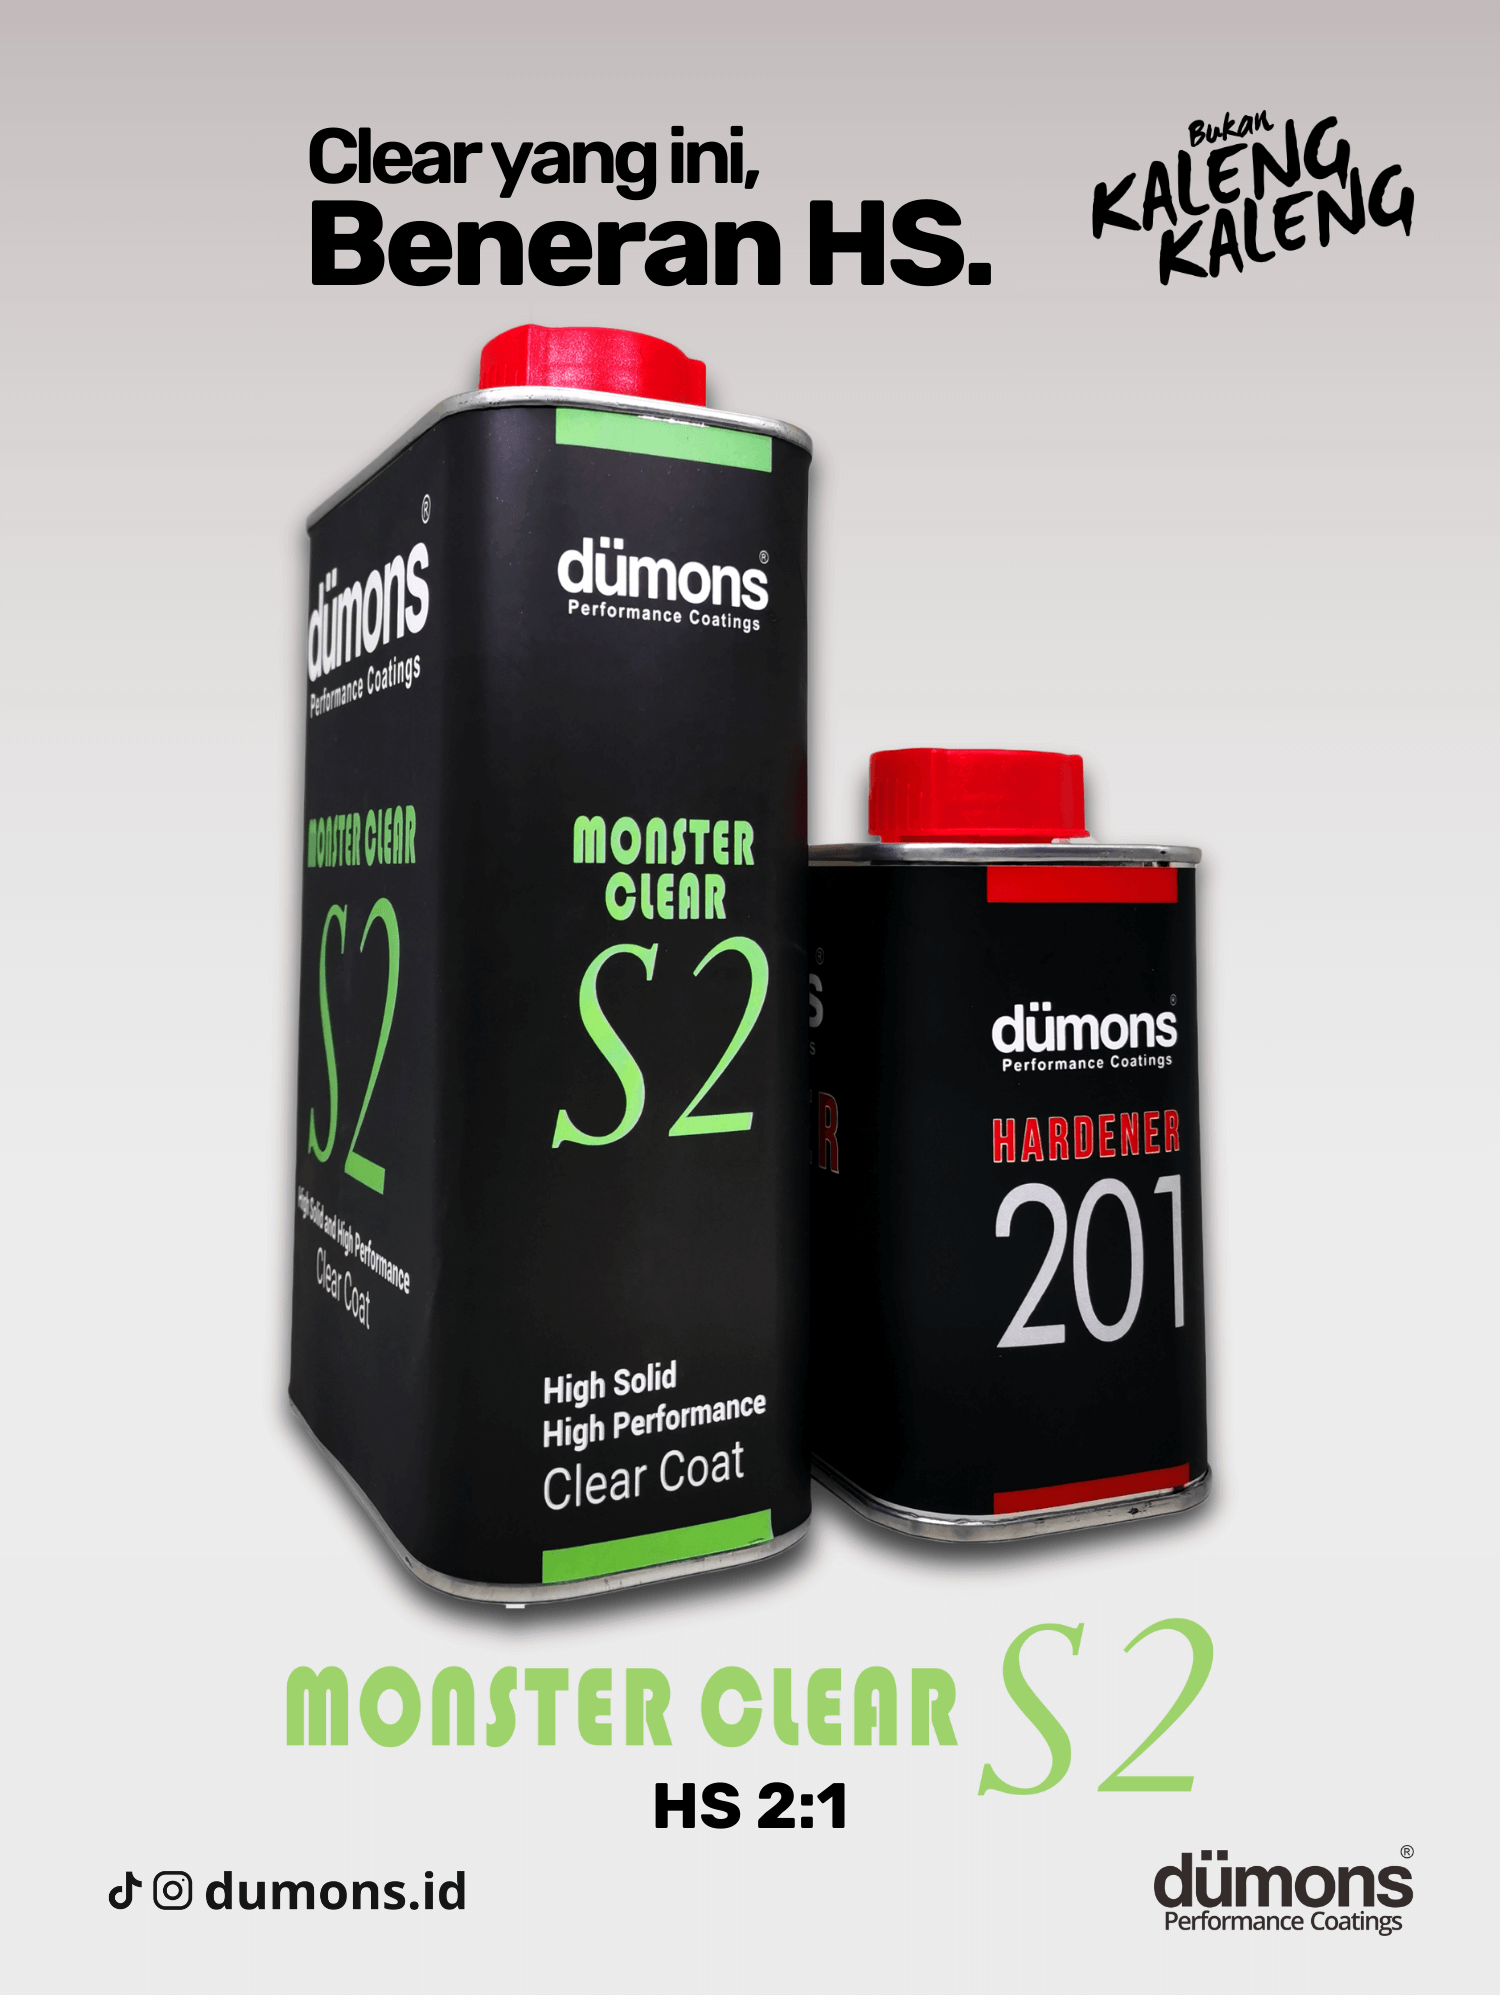 Clear yang ini,
Beneran HS.
Bukan
KALENG
KALENG
dümons®
Performance Coatings
MONSTER CLEAR
S2
High Solid and High Performance
Clear Coat
dümons®
Performance Coatings
MONSTER
CLEAR
S2
High Solid
High Performance
Clear Coat
dümons®
Performance Coatings
HARDENER
201
MONSTER CLEAR S2
HS 2:1
dumons.id
dümons®
Performance Coatings